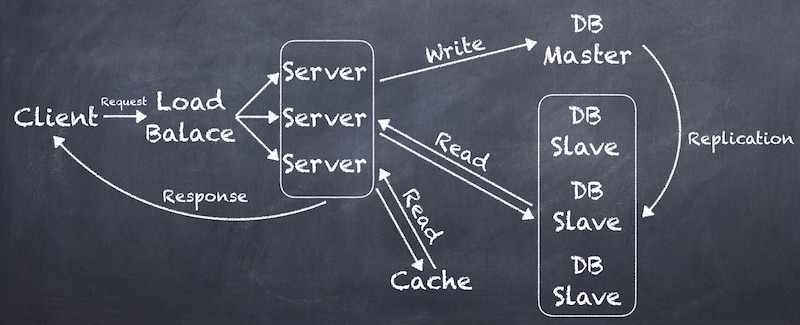 Client
Request
Load
Balace
Server
Server
Server
Response
Write
Read
Read
Cache
DB
Master
Replication
DB
Slave
DB
Slave
DB
Slave